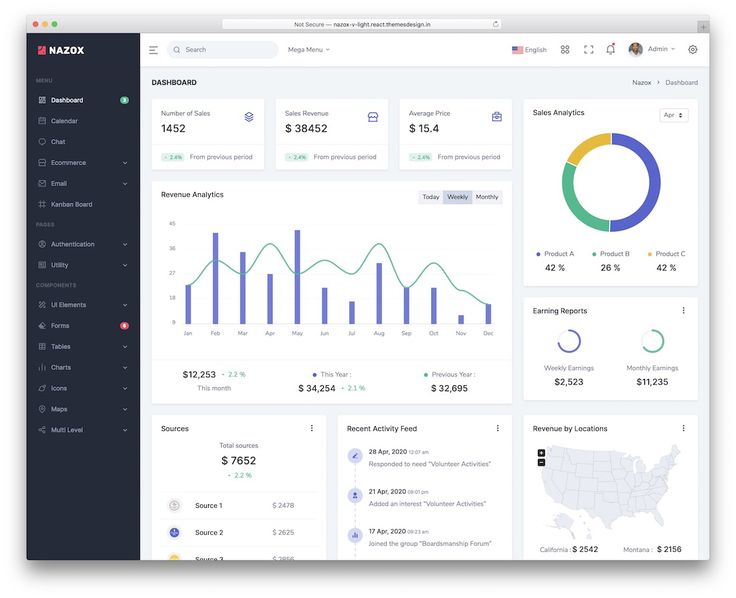 Not Secure — nazox-v-light.react.themesdesign.in
NAZOX
Search
Mega Menu
English
Admin
MENU
Dashboard 3
Calendar
Chat
Ecommerce
Email
Kanban Board
PAGES
Authentication
Utility
COMPONENTS
UI Elements
Forms 6
Tables
Charts
Icons
Maps
Multi Level
DASHBOARD
Nazox > Dashboard
Number of Sales
1452
2.4% From previous period
Sales Revenue
$ 38452
2.4% From previous period
Average Price
$ 15.4
2.4% From previous period
Revenue Analytics
Today Weekly Monthly
45
36
27
18
9
Jan Feb Mar Apr May Jun Jul Aug Sep Oct Nov Dec
$12,253 2.2 %
This month
This Year :
$ 34,254 2.1 %
Previous Year :
$ 32,695
Sales Analytics
Apr
Product A Product B Product C
42 % 26 % 42 %
Earning Reports
Weekly Earnings Monthly Earnings
$2,523 $11,235
Sources
Total sources
$ 7652
2.2 %
Source 1 $ 2478
Source 2 $ 2625
Source 3 $ 2856
Recent Activity Feed
28 Apr, 2020 12:07 am
Responded to need "Volunteer Activities"
21 Apr, 2020 08:01 pm
Added an interest "Volunteer Activities"
17 Apr, 2020 09:23 am
Joined the group "Boardsmanship Forum"
Revenue by Locations
+
−
California : $ 2542 Montana : $ 2156